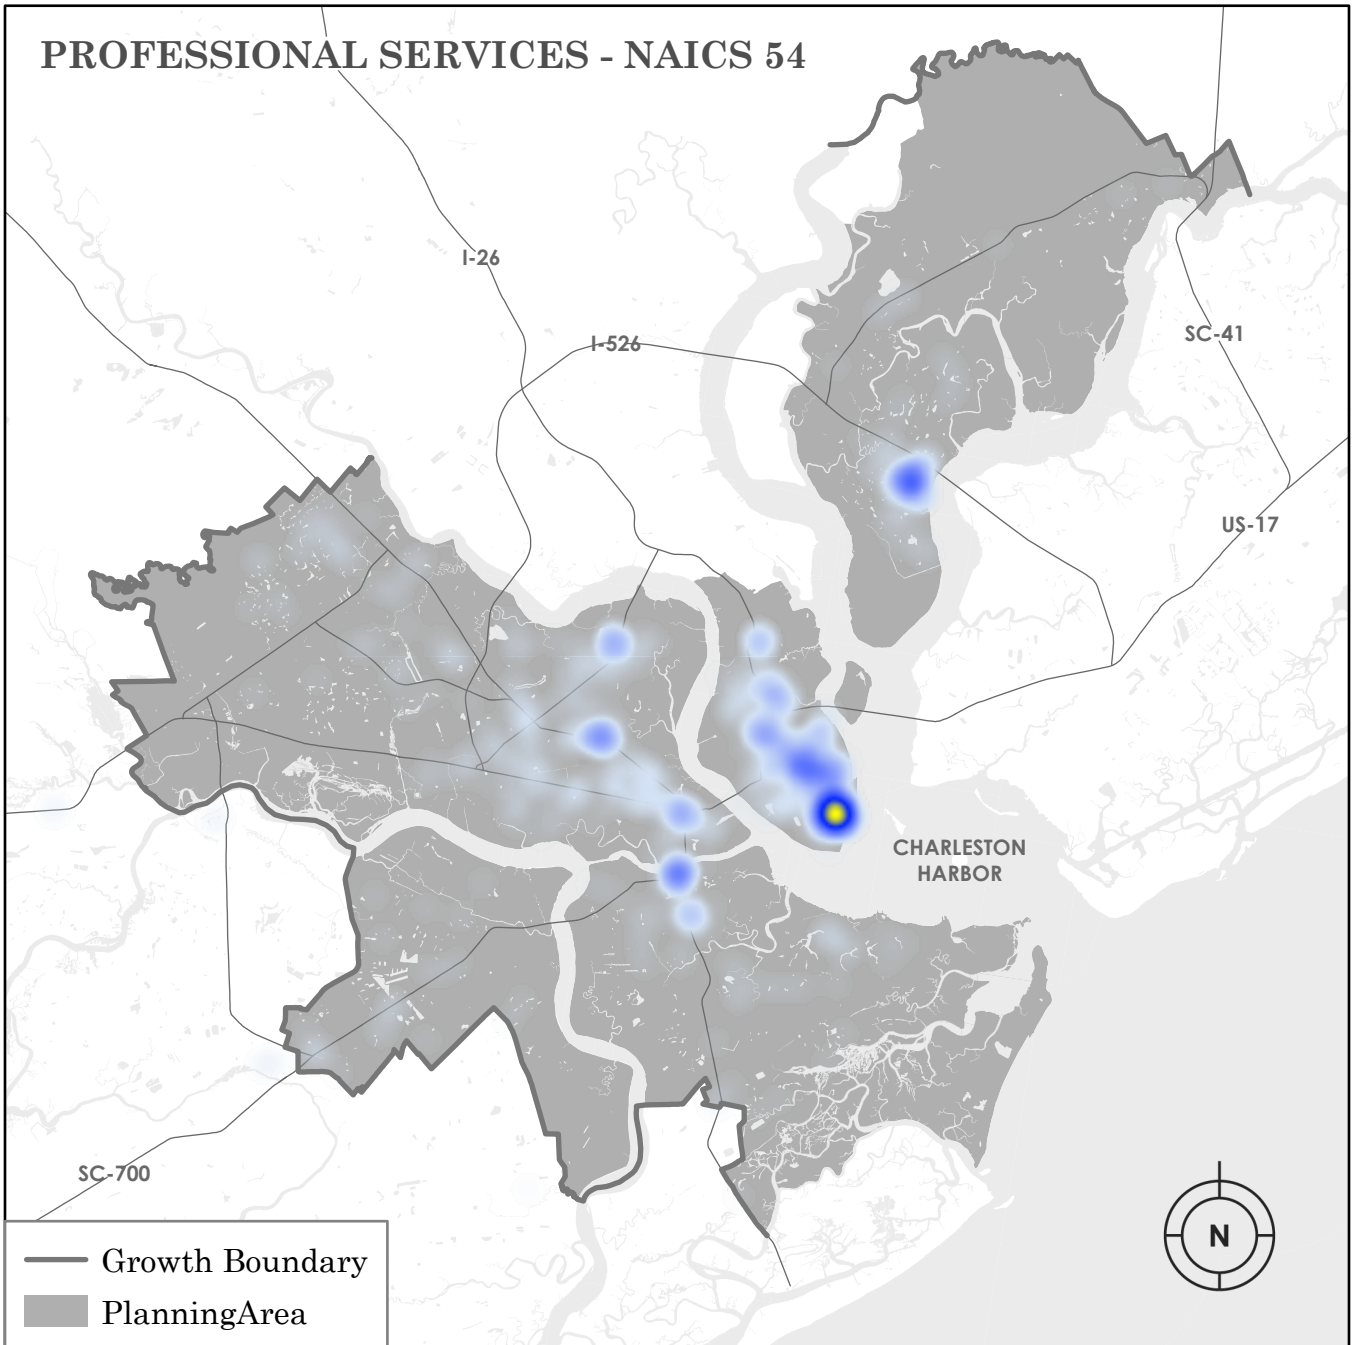 PROFESSIONAL SERVICES - NAICS 54
I-26
I-526
SC-41
US-17
CHARLESTON
HARBOR
SC-700
N
Growth Boundary
PlanningArea